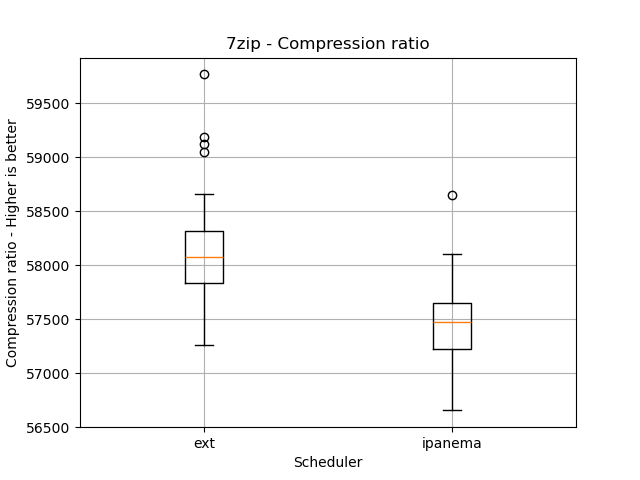 7zip - Compression ratio
Compression ratio - Higher is better
59500
59000
58500
58000
57500
57000
56500
ext
ipanema
Scheduler